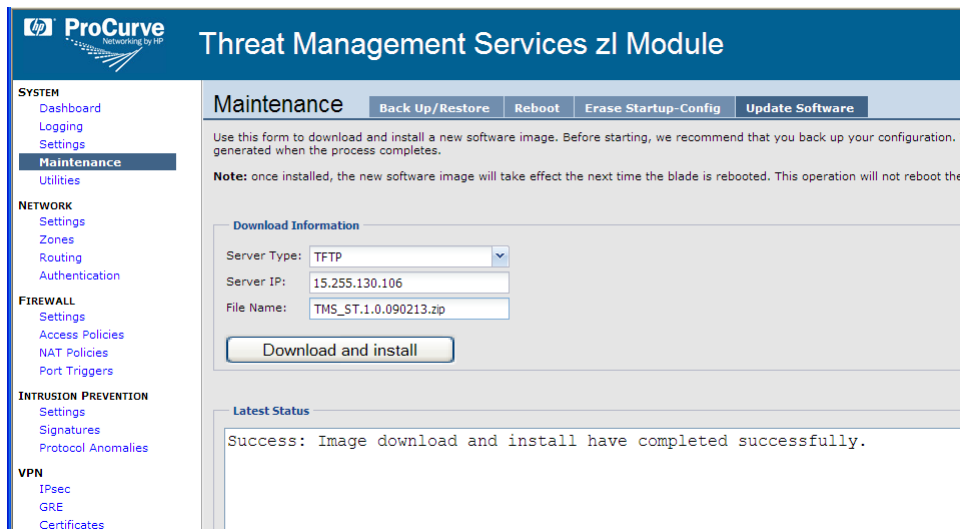 hp ProCurve
Networking by HP
Threat Management Services zl Module
SYSTEM
Dashboard
Logging
Settings
Maintenance
Utilities
NETWORK
Settings
Zones
Routing
Authentication
FIREWALL
Settings
Access Policies
NAT Policies
Port Triggers
INTRUSION PREVENTION
Settings
Signatures
Protocol Anomalies
VPN
IPsec
GRE
Certificates
Maintenance Back Up/Restore Reboot Erase Startup-Config Update Software
Use this form to download and install a new software image. Before starting, we recommend that you back up your configuration.
generated when the process completes.
Note: once installed, the new software image will take effect the next time the blade is rebooted. This operation will not reboot the
Download Information
Server Type: TFTP
Server IP: 15.255.130.106
File Name: TMS_ST.1.0.090213.zip
Download and install
Latest Status
Success: Image download and install have completed successfully.